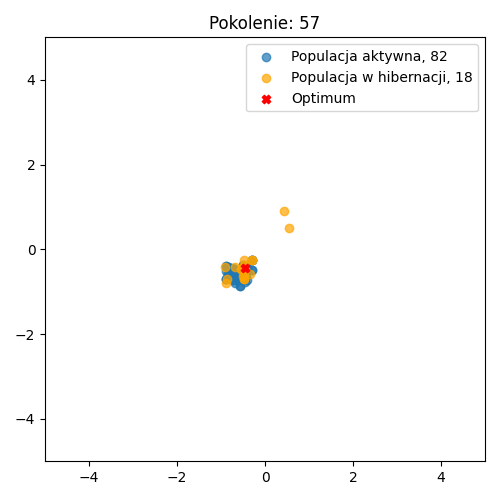 Pokolenie: 57
Populacja aktywna, 82
Populacja w hibernacji, 18
Optimum
4
2
0
−2
−4
−4
−2
0
2
4